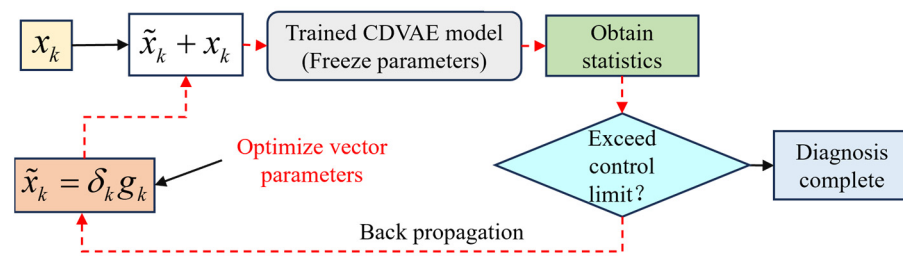 x_k
x̃_k + x_k
Trained CDVAE model
(Freeze parameters)
Obtain
statistics
Exceed
control
limit？
Diagnosis
complete
x̃_k = δ_k g_k
Optimize vector
parameters
Back propagation